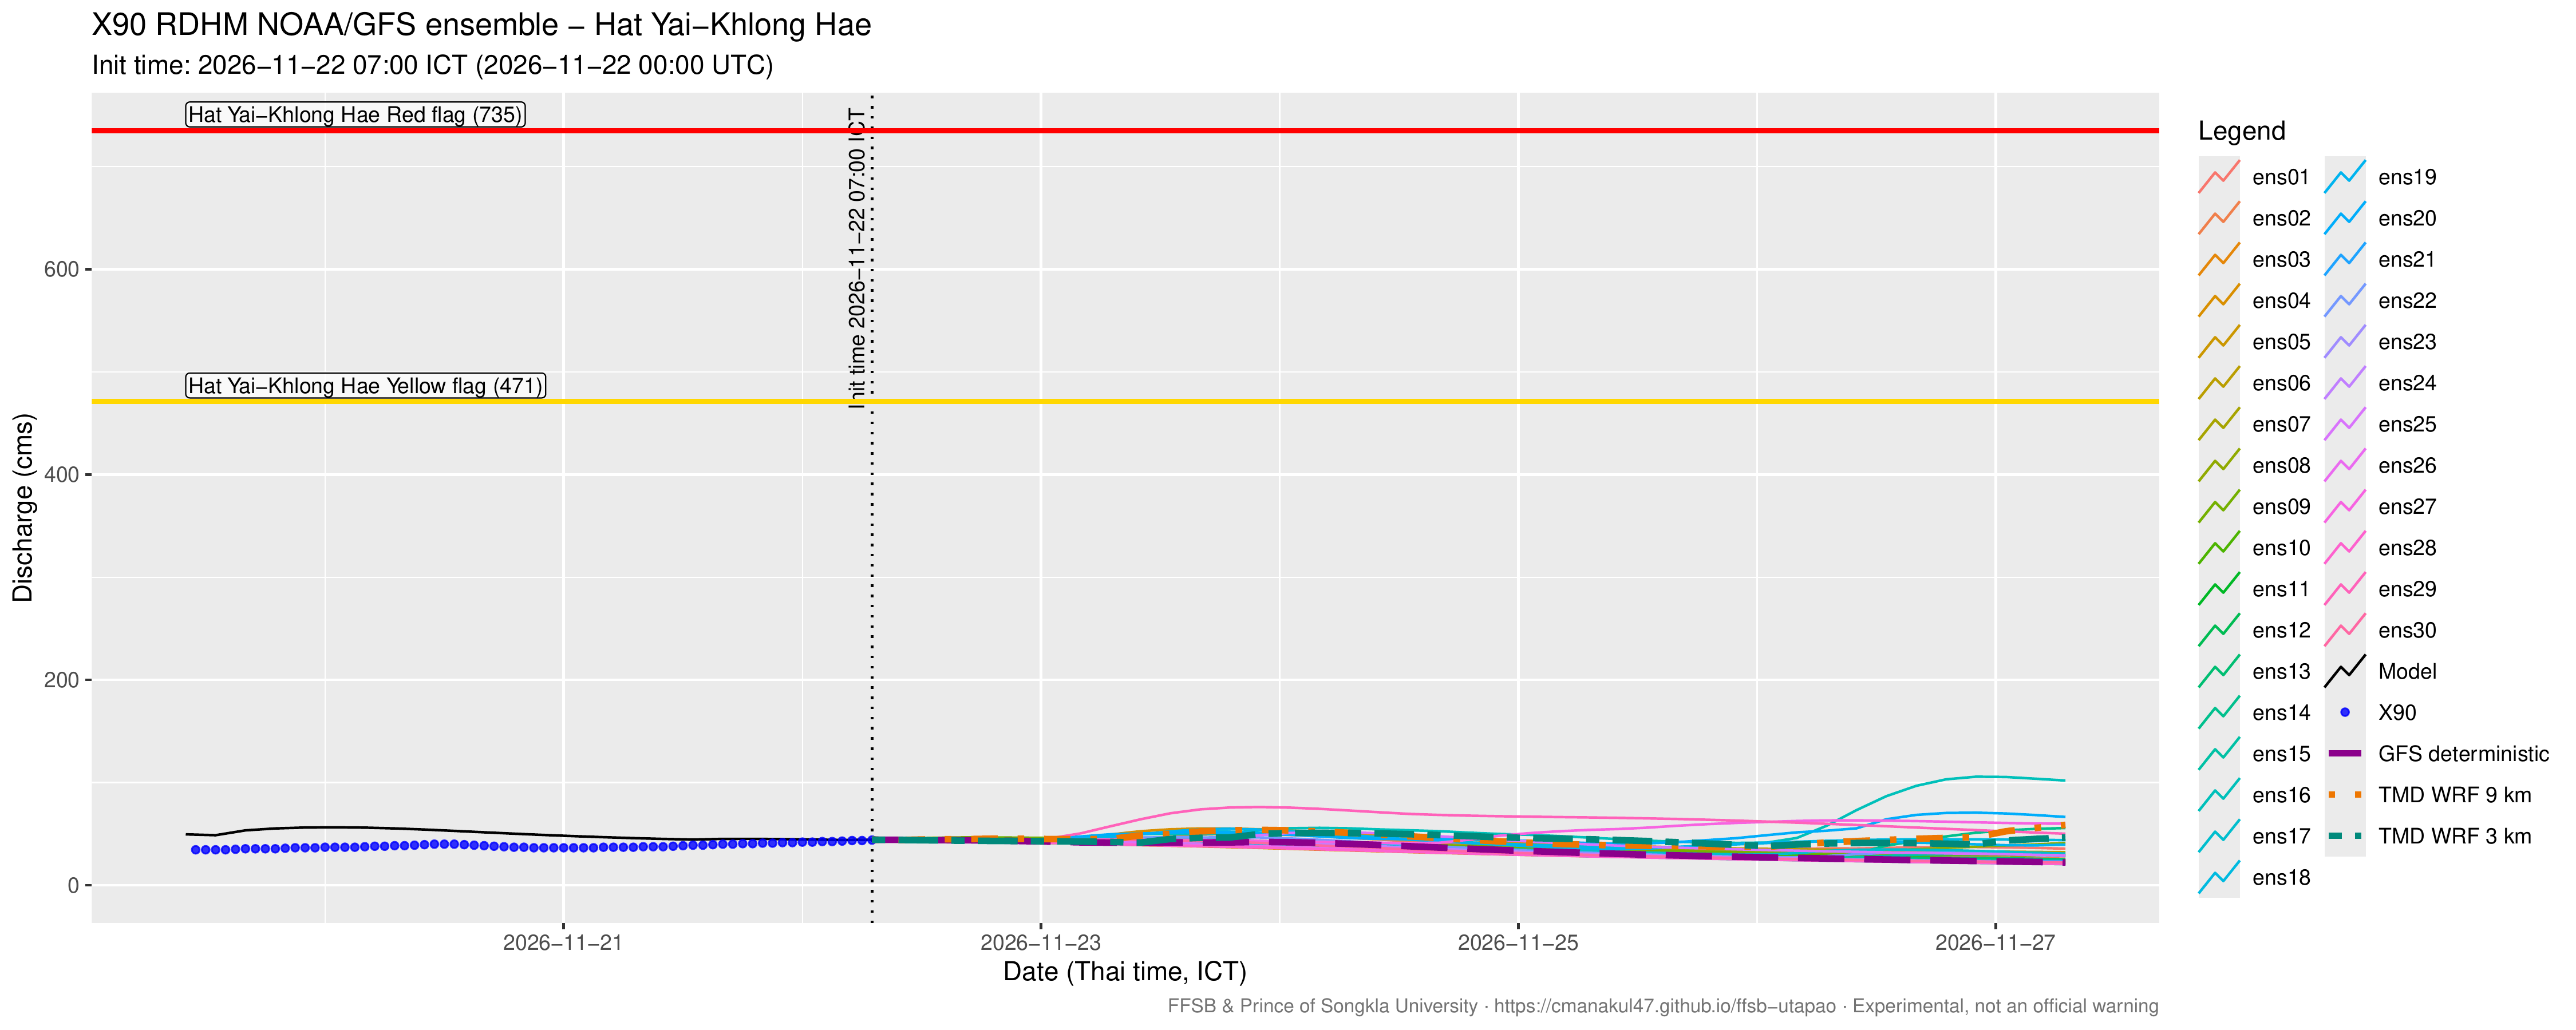 X90 RDHM NOAA/GFS ensemble – Hat Yai–Khlong Hae
Init time: 2026–11–22 07:00 ICT (2026–11–22 00:00 UTC)
Hat Yai–Khlong Hae Red flag (735)
Hat Yai–Khlong Hae Yellow flag (471)
Init time 2026–11–22 07:00 ICT
Discharge (cms)
600
400
200
0
2026–11–21
2026–11–23
2026–11–25
2026–11–27
Date (Thai time, ICT)
Legend
ens01
ens02
ens03
ens04
ens05
ens06
ens07
ens08
ens09
ens10
ens11
ens12
ens13
ens14
ens15
ens16
ens17
ens18
ens19
ens20
ens21
ens22
ens23
ens24
ens25
ens26
ens27
ens28
ens29
ens30
Model
X90
GFS deterministic
TMD WRF 9 km
TMD WRF 3 km
FFSB & Prince of Songkla University · https://cmanakul47.github.io/ffsb–utapao · Experimental, not an official warning